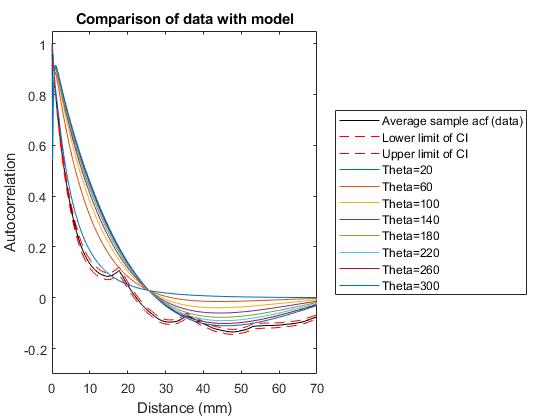 Comparison of data with model
1
0.8
0.6
0.4
0.2
0
-0.2
Autocorrelation
0 10 20 30 40 50 60 70
Distance (mm)
Average sample acf (data)
Lower limit of CI
Upper limit of CI
Theta=20
Theta=60
Theta=100
Theta=140
Theta=180
Theta=220
Theta=260
Theta=300